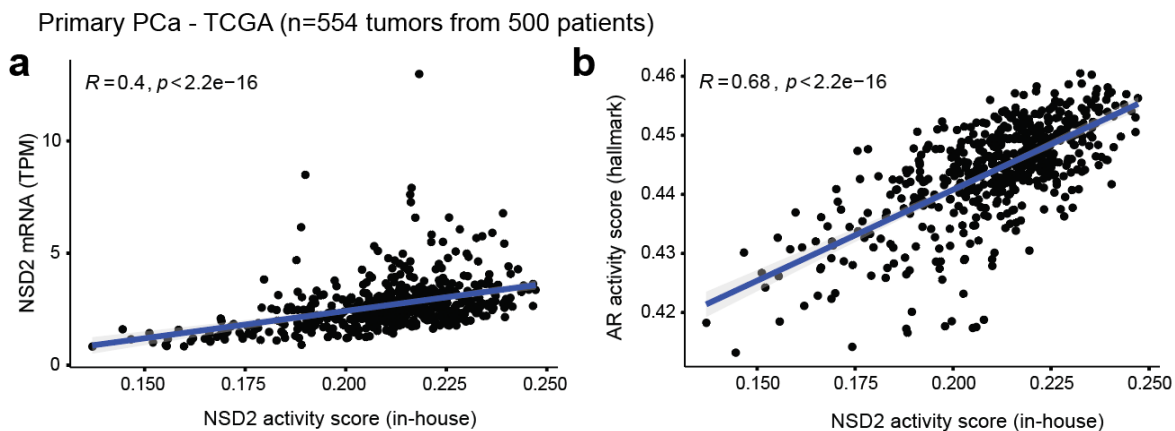 Primary PCa - TCGA (n=554 tumors from 500 patients)
a
R=0.4, p<2.2e−16
NSD2 mRNA (TPM)
10
5
0
0.150 0.175 0.200 0.225 0.250
NSD2 activity score (in-house)
b
R=0.68, p<2.2e−16
AR activity score (hallmark)
0.46
0.45
0.44
0.43
0.42
0.150 0.175 0.200 0.225 0.250
NSD2 activity score (in-house)